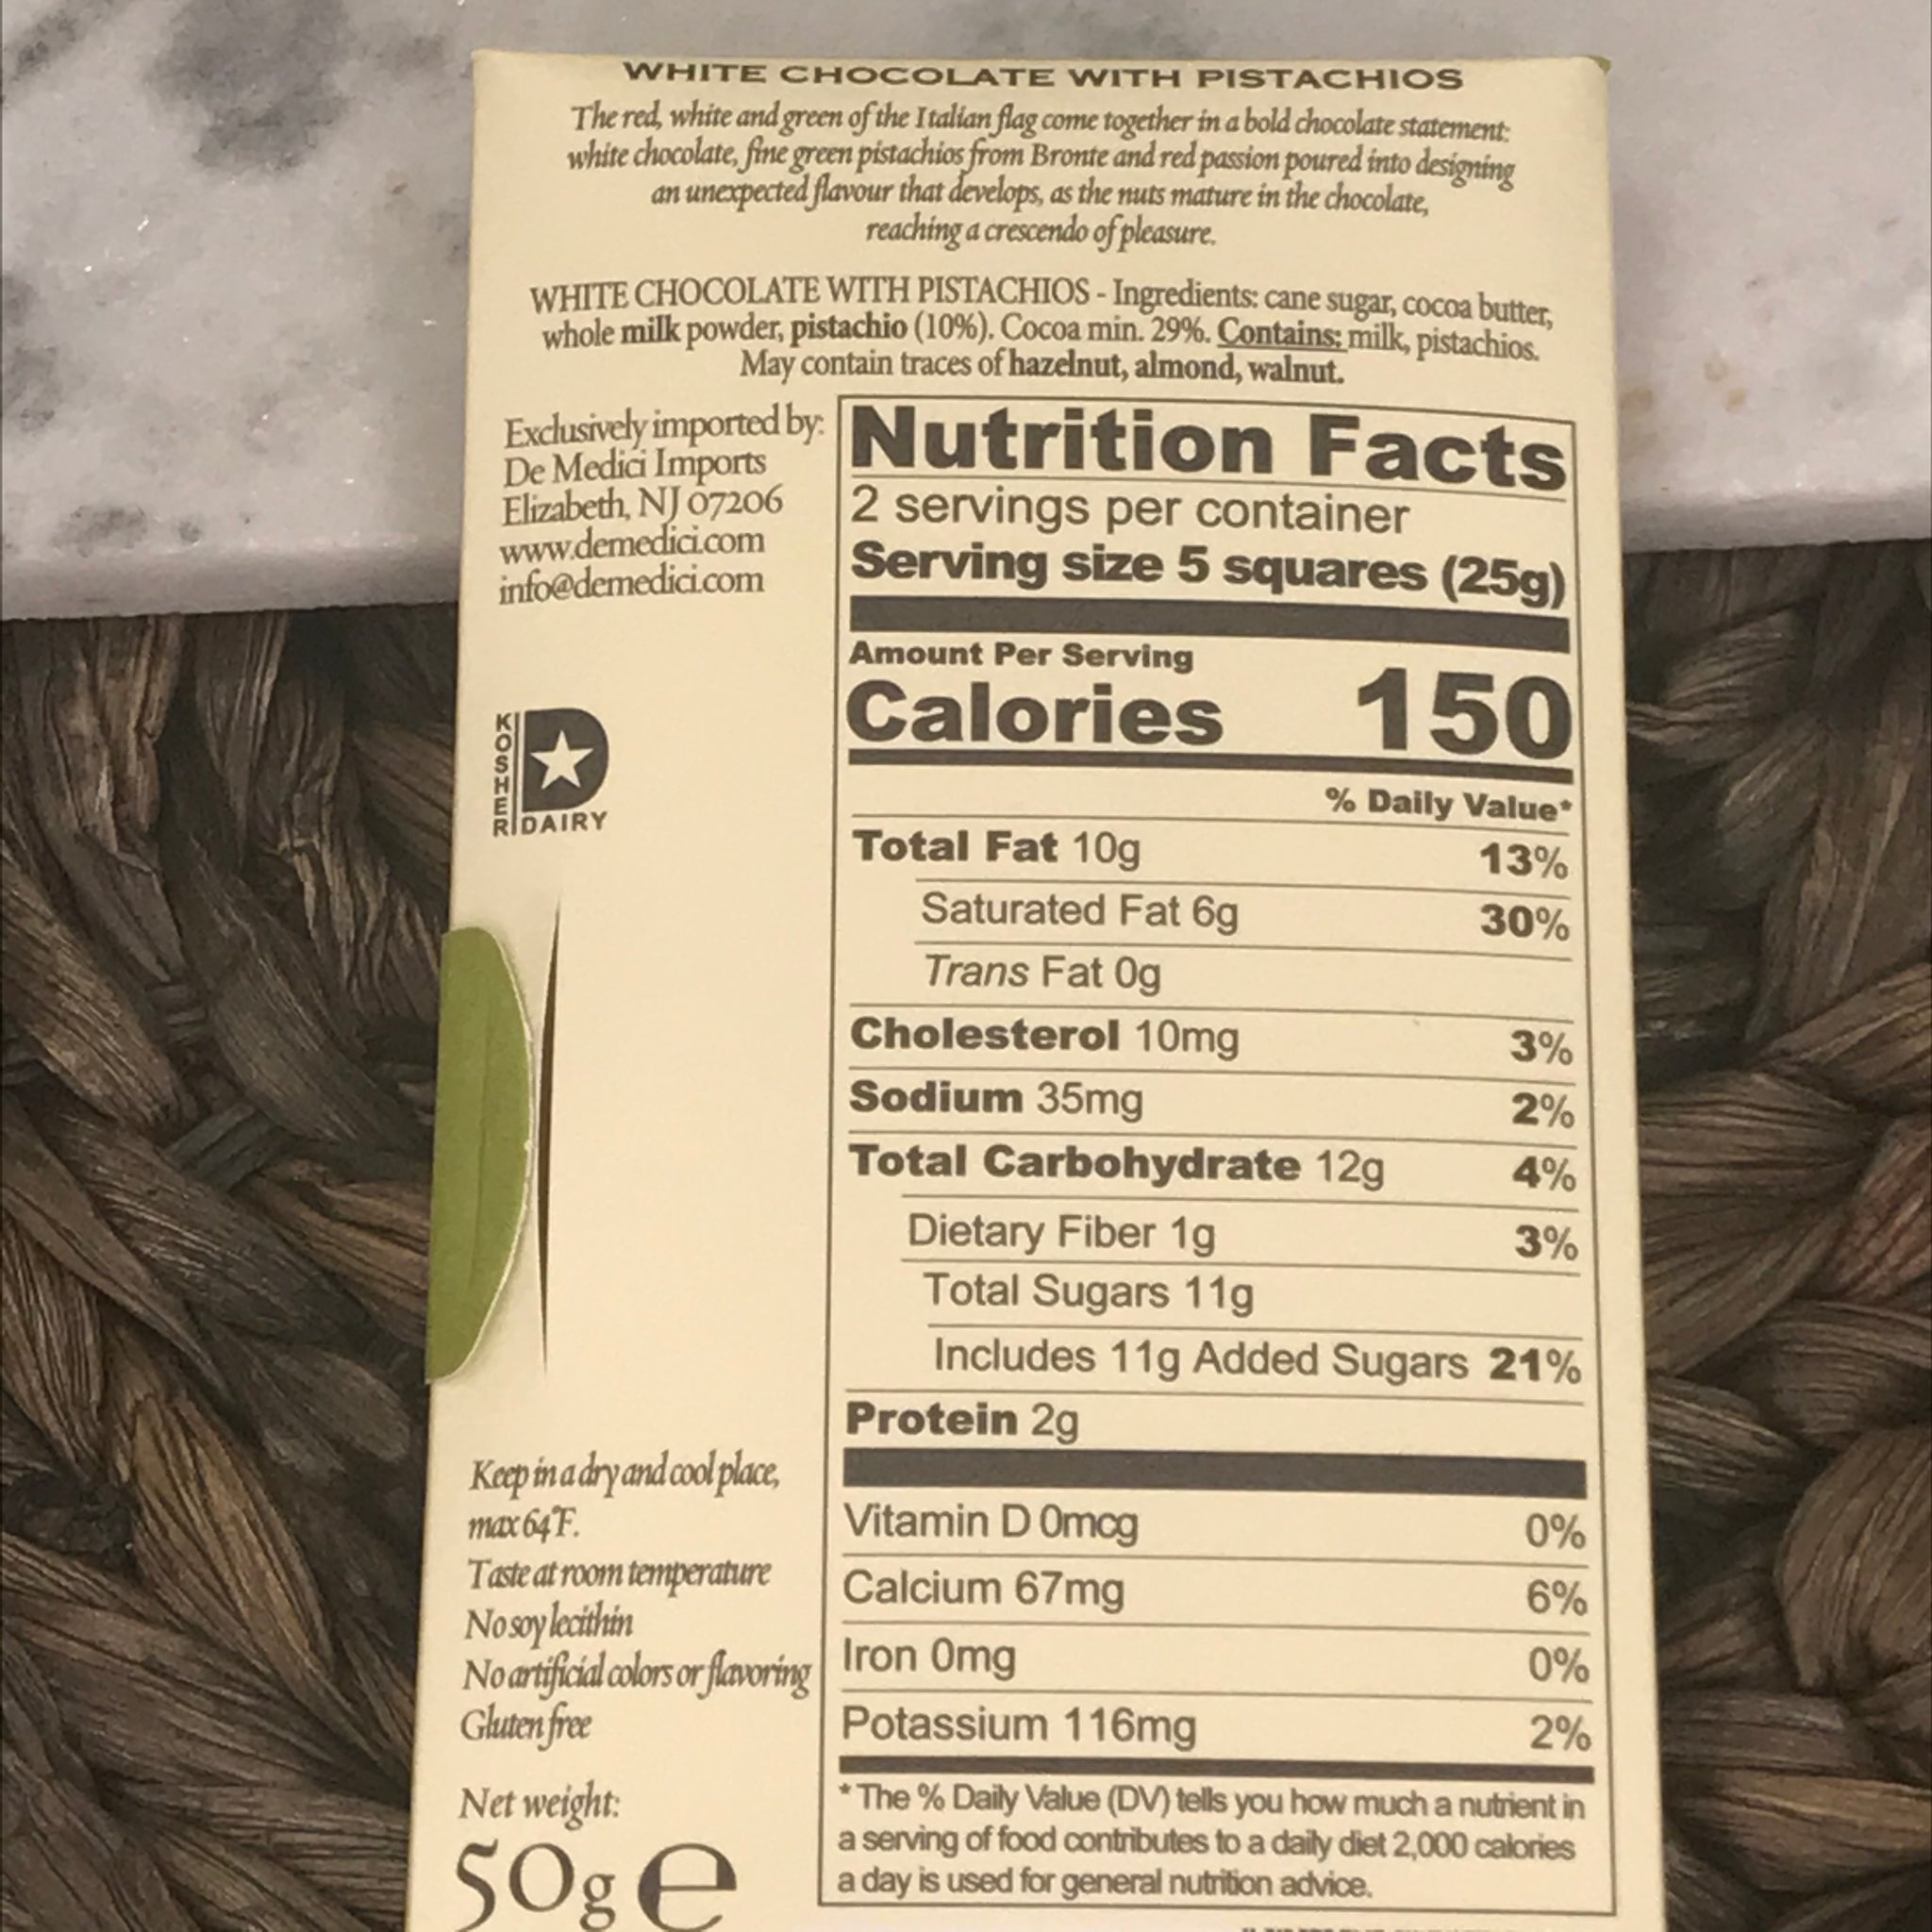 WHITE CHOCOLATE WITH PISTACHIOS
The red, white and green of the Italian flag come together in a bold chocolate statement:
white chocolate, fine green pistachios from Bronte and red passion poured into designing
an unexpected flavour that develops, as the nuts mature in the chocolate,
reaching a crescendo of pleasure.
WHITE CHOCOLATE WITH PISTACHIOS - Ingredients: cane sugar, cocoa butter,
whole milk powder, pistachio (10%). Cocoa min. 29%. Contains: milk, pistachios.
May contain traces of hazelnut, almond, walnut.
Exclusively imported by:
De Medici Imports
Elizabeth, NJ 07206
www.demedici.com
info@demedici.com
KOSHER
D
DAIRY
Keep in a dry and cool place,
max 64°F.
Taste at room temperature
No soy lecithin
No artificial colors or flavoring
Gluten free
Net weight:
50g e
Nutrition Facts
2 servings per container
Serving size 5 squares (25g)
Amount Per Serving
Calories 150
% Daily Value*
Total Fat 10g 13%
Saturated Fat 6g 30%
Trans Fat 0g
Cholesterol 10mg 3%
Sodium 35mg 2%
Total Carbohydrate 12g 4%
Dietary Fiber 1g 3%
Total Sugars 11g
Includes 11g Added Sugars 21%
Protein 2g
Vitamin D 0mcg 0%
Calcium 67mg 6%
Iron 0mg 0%
Potassium 116mg 2%
* The % Daily Value (DV) tells you how much a nutrient in
a serving of food contributes to a daily diet 2,000 calories
a day is used for general nutrition advice.